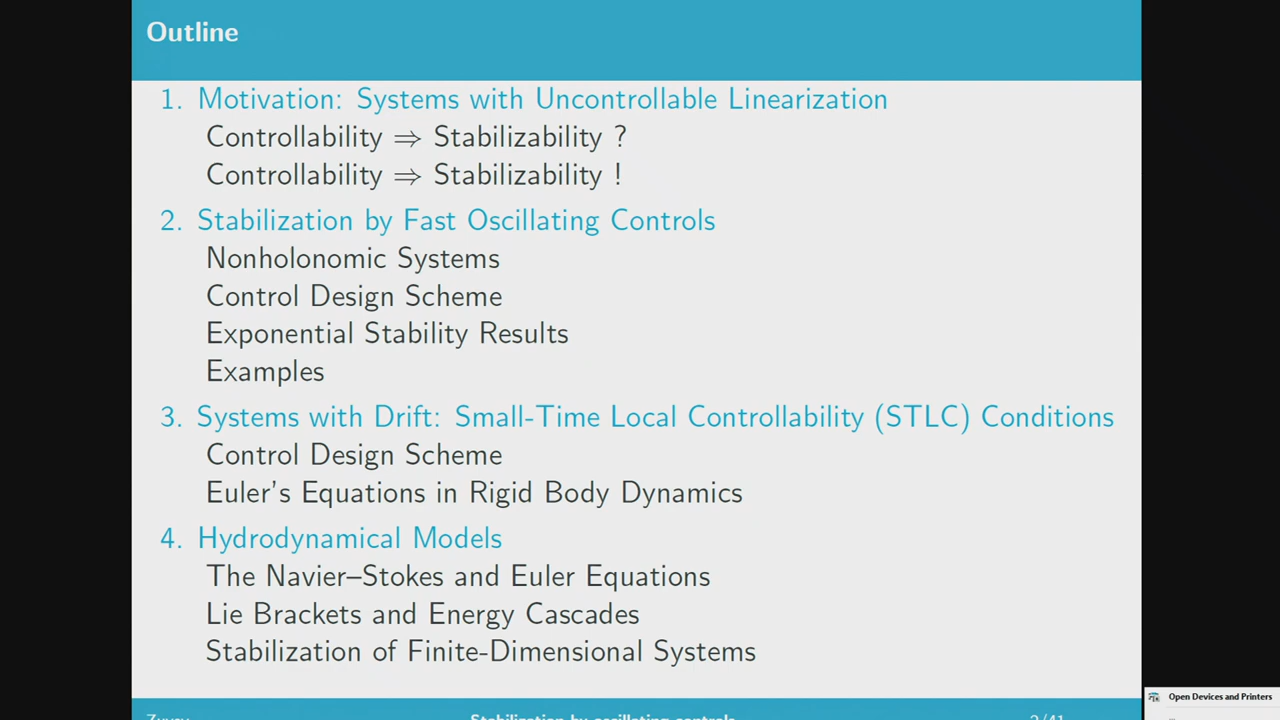 Outline
1. Motivation: Systems with Uncontrollable Linearization
Controllability ⇒ Stabilizability ?
Controllability ⇒ Stabilizability !
2. Stabilization by Fast Oscillating Controls
Nonholonomic Systems
Control Design Scheme
Exponential Stability Results
Examples
3. Systems with Drift: Small-Time Local Controllability (STLC) Conditions
Control Design Scheme
Euler's Equations in Rigid Body Dynamics
4. Hydrodynamical Models
The Navier–Stokes and Euler Equations
Lie Brackets and Energy Cascades
Stabilization of Finite-Dimensional Systems
Open Devices and Printers
Stabilization by oscillating controls